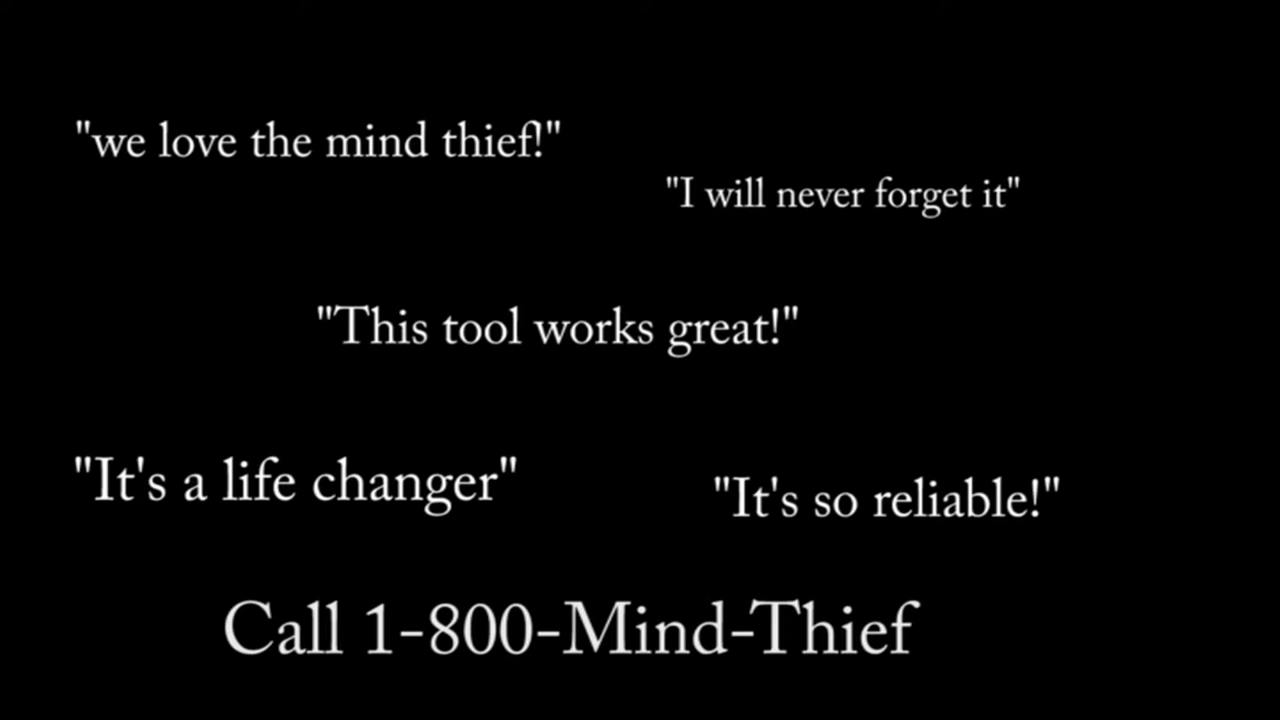 "we love the mind thief!"
"I will never forget it"
"This tool works great!"
"It's a life changer"
"It's so reliable!"
Call 1-800-Mind-Thief